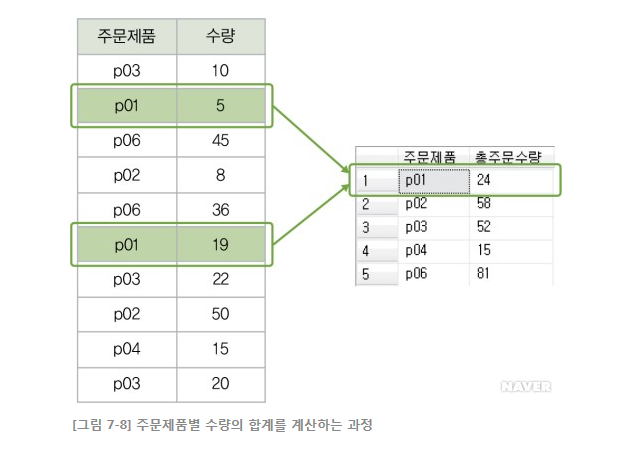 주문제품 수량
p03 10
p01 5
p06 45
p02 8
p06 36
p01 19
p03 22
p02 50
p04 15
p03 20
주문제품 총주문수량
1 p01 24
2 p02 58
3 p03 52
4 p04 15
5 p06 81
NAVER
[그림 7-8] 주문제품별 수량의 합계를 계산하는 과정